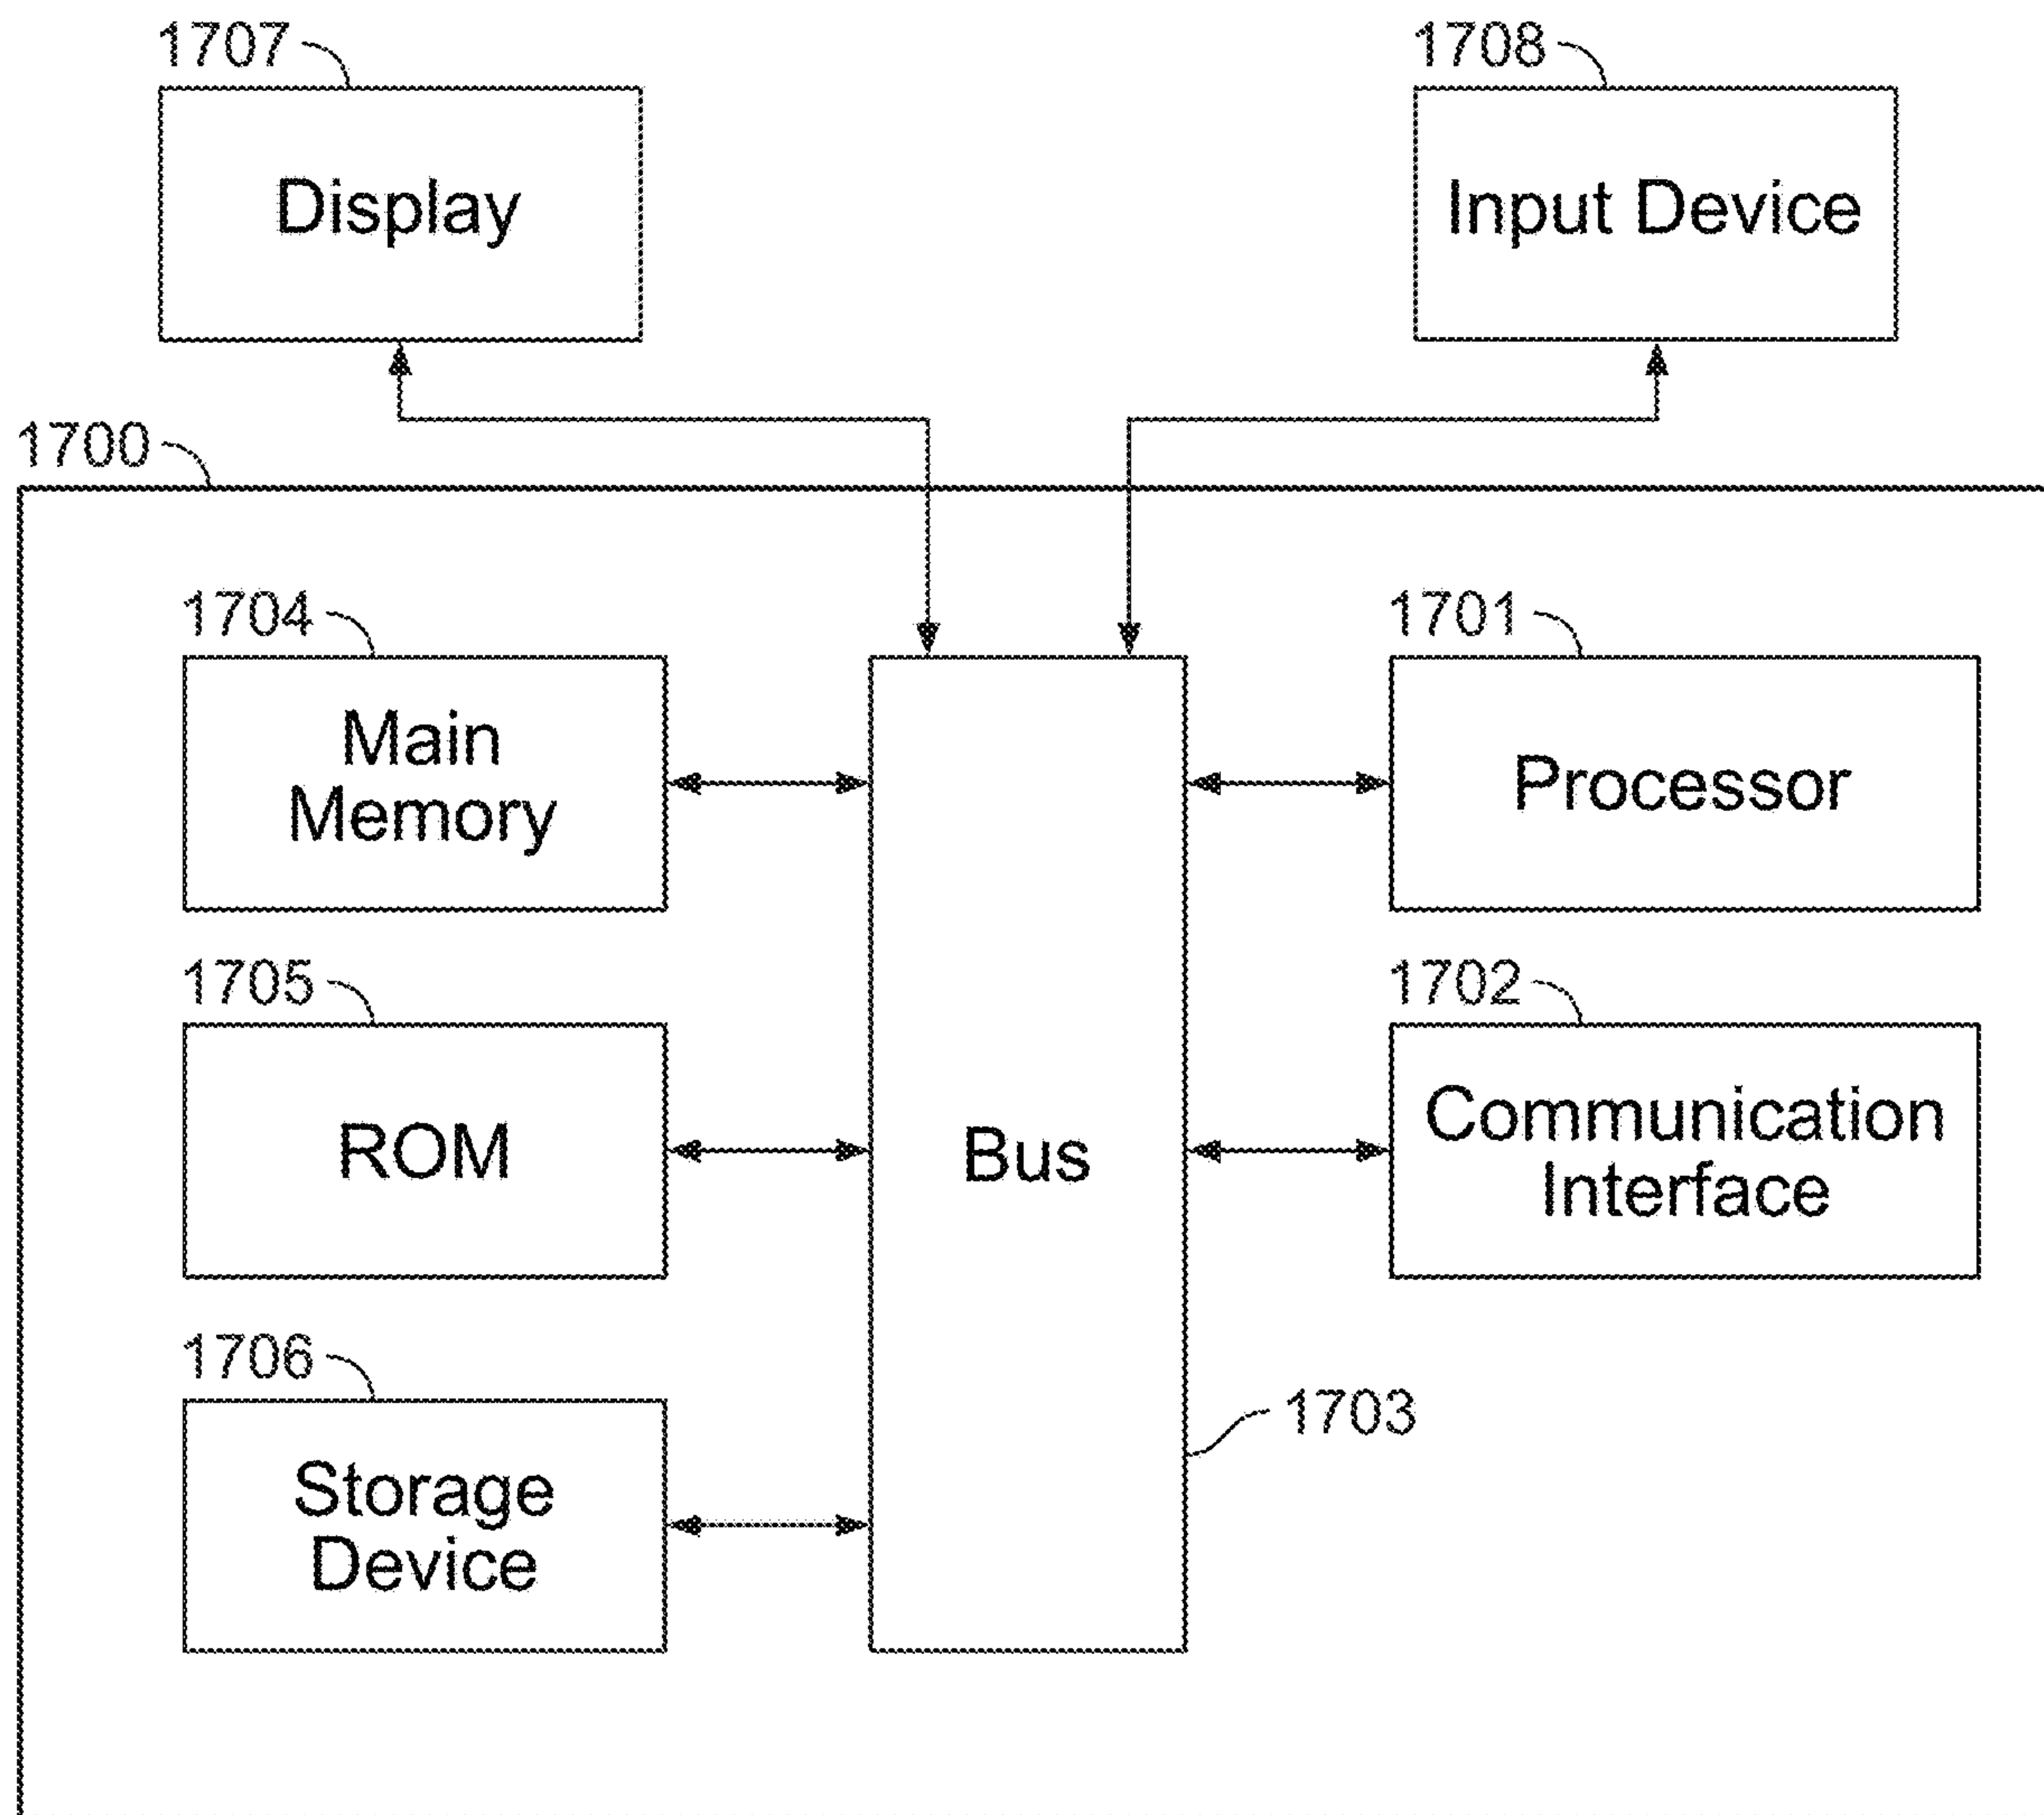 1707
1708
Display
Input Device
1700
1704
1701
Main
Memory
Processor
1705
1702
ROM
Bus
Communication
Interface
1706
1703
Storage
Device